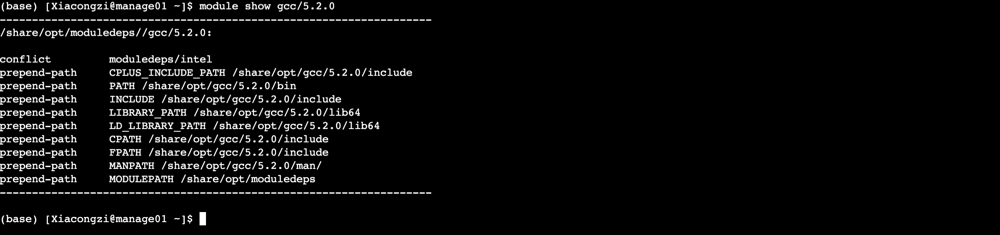 (base) [Xiacongzi@manage01 ~]$ module show gcc/5.2.0
-------------------------------------------------------------------
/share/opt/moduledeps//gcc/5.2.0:

conflict         moduledeps/intel
prepend-path     CPLUS_INCLUDE_PATH /share/opt/gcc/5.2.0/include
prepend-path     PATH /share/opt/gcc/5.2.0/bin
prepend-path     INCLUDE /share/opt/gcc/5.2.0/include
prepend-path     LIBRARY_PATH /share/opt/gcc/5.2.0/lib64
prepend-path     LD_LIBRARY_PATH /share/opt/gcc/5.2.0/lib64
prepend-path     CPATH /share/opt/gcc/5.2.0/include
prepend-path     FPATH /share/opt/gcc/5.2.0/include
prepend-path     MANPATH /share/opt/gcc/5.2.0/man/
prepend-path     MODULEPATH /share/opt/moduledeps
-------------------------------------------------------------------

(base) [Xiacongzi@manage01 ~]$